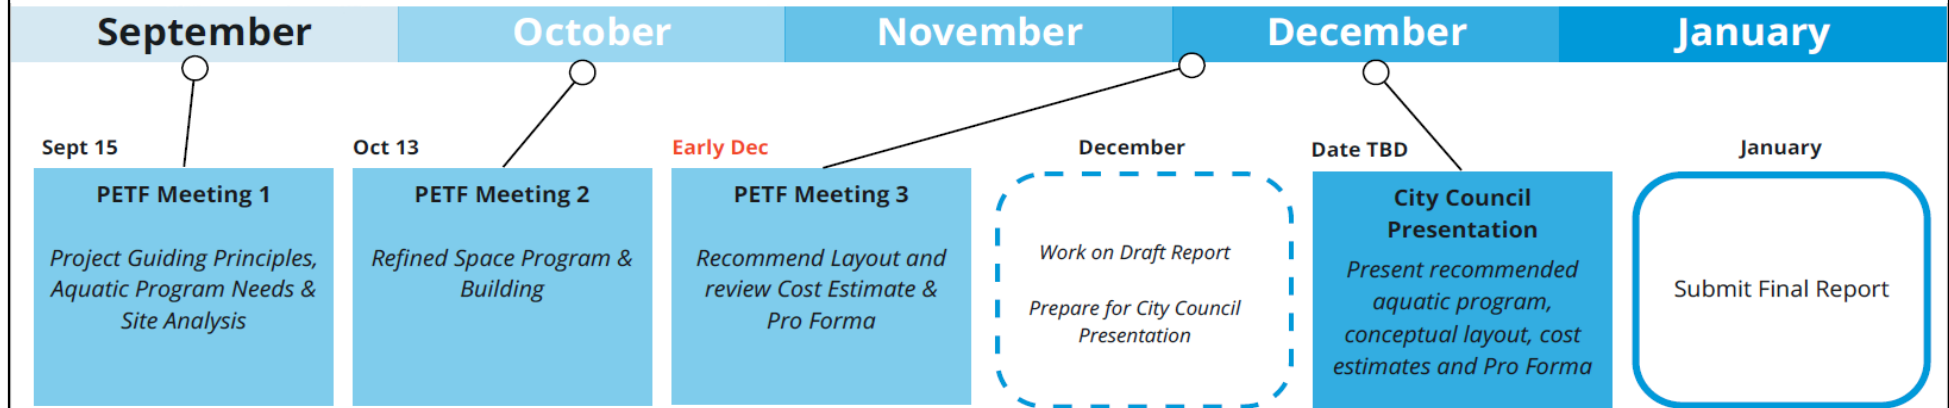 September
October
November
December
January
Sept 15
PETF Meeting 1
Project Guiding Principles,
Aquatic Program Needs &
Site Analysis
Oct 13
PETF Meeting 2
Refined Space Program &
Building
Early Dec
PETF Meeting 3
Recommend Layout and
review Cost Estimate &
Pro Forma
December
Work on Draft Report
Prepare for City Council
Presentation
Date TBD
City Council
Presentation
Present recommended
aquatic program,
conceptual layout, cost
estimates and Pro Forma
January
Submit Final Report